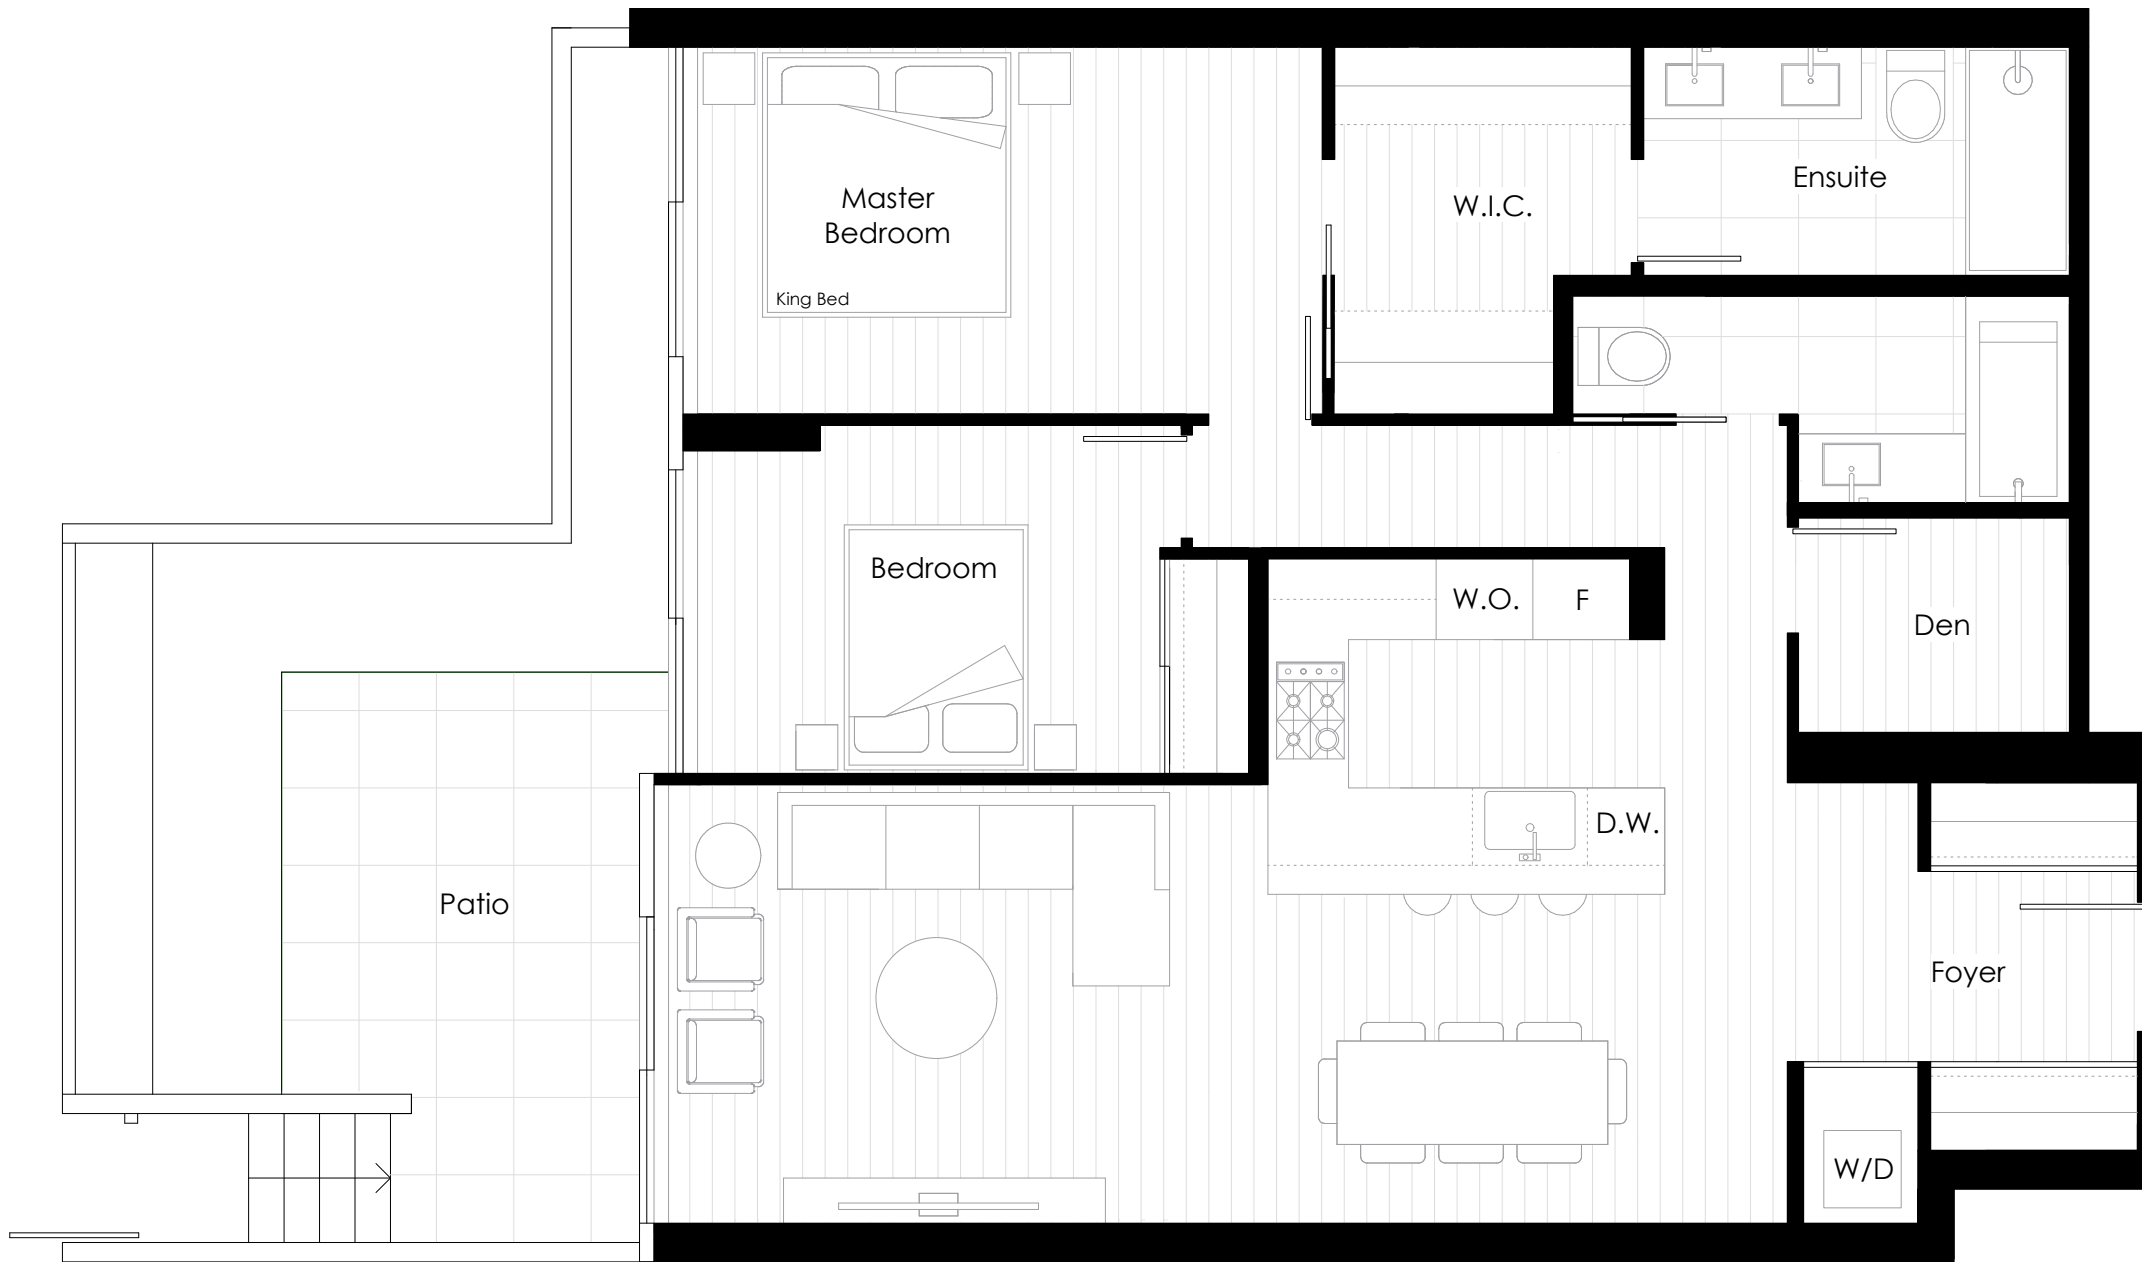 Master
Bedroom
King Bed
W.I.C.
Ensuite
Bedroom
W.O.
F
Den
D.W.
Patio
Foyer
W/D